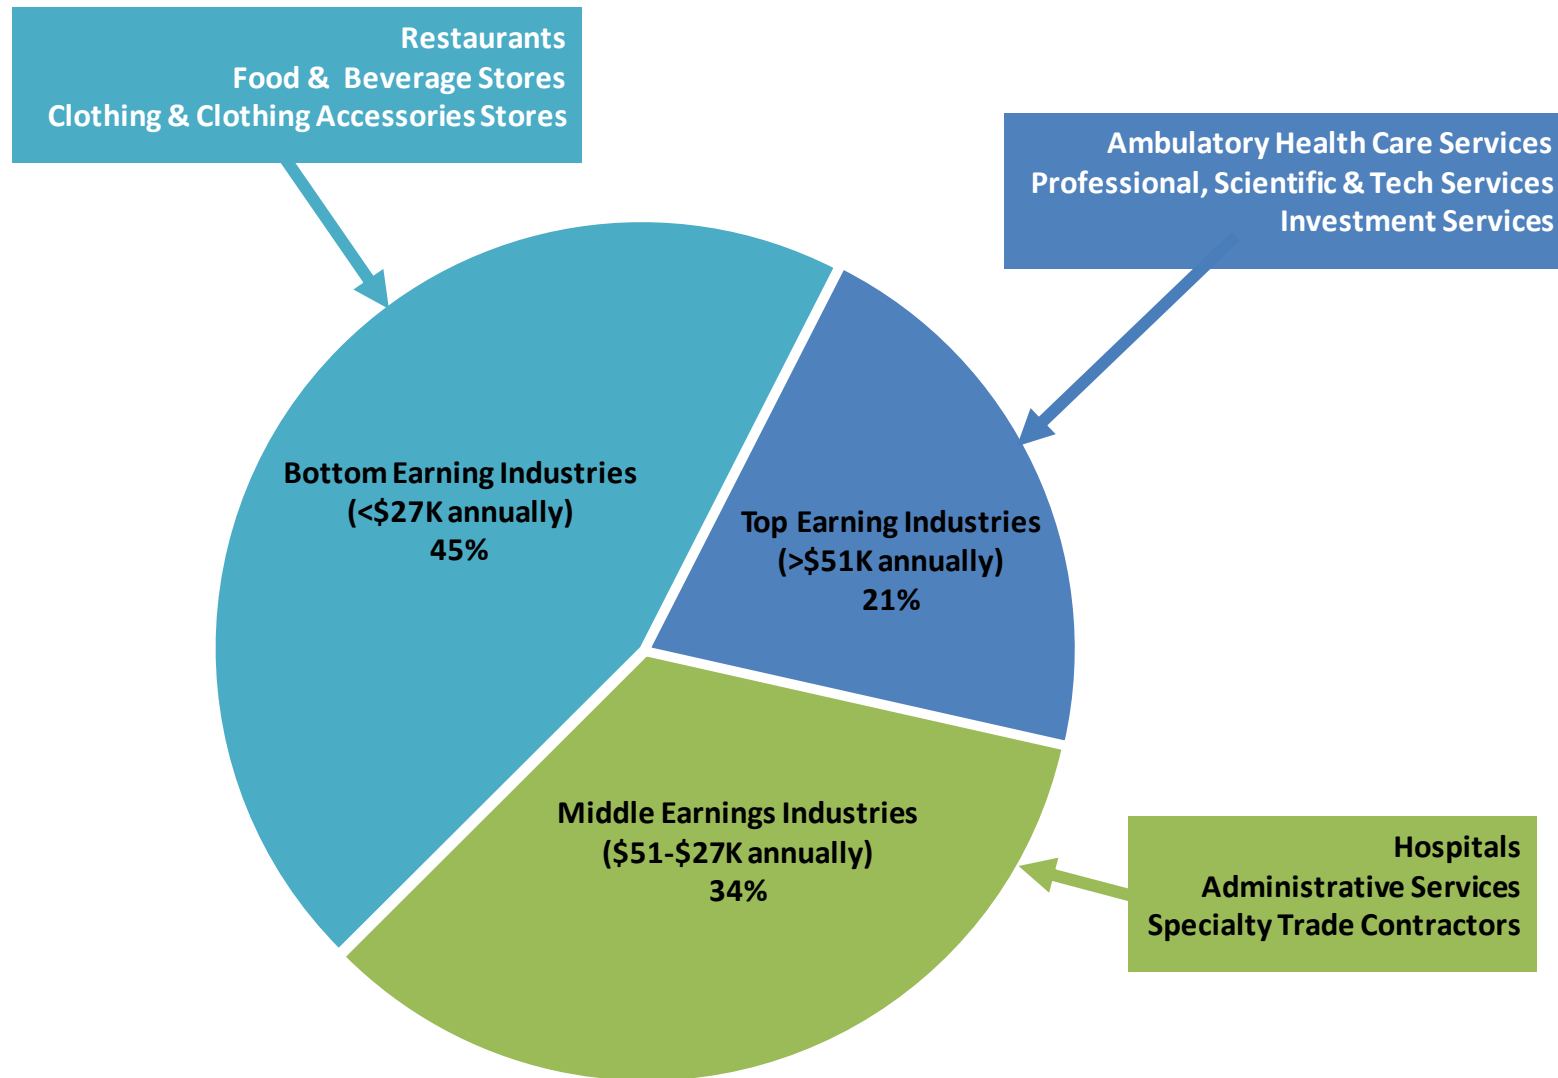 Restaurants
Food & Beverage Stores
Clothing & Clothing Accessories Stores
Ambulatory Health Care Services
Professional, Scientific & Tech Services
Investment Services
Bottom Earning Industries
(<$27K annually)
45%
Top Earning Industries
(>$51K annually)
21%
Middle Earnings Industries
($51-$27K annually)
34%
Hospitals
Administrative Services
Specialty Trade Contractors